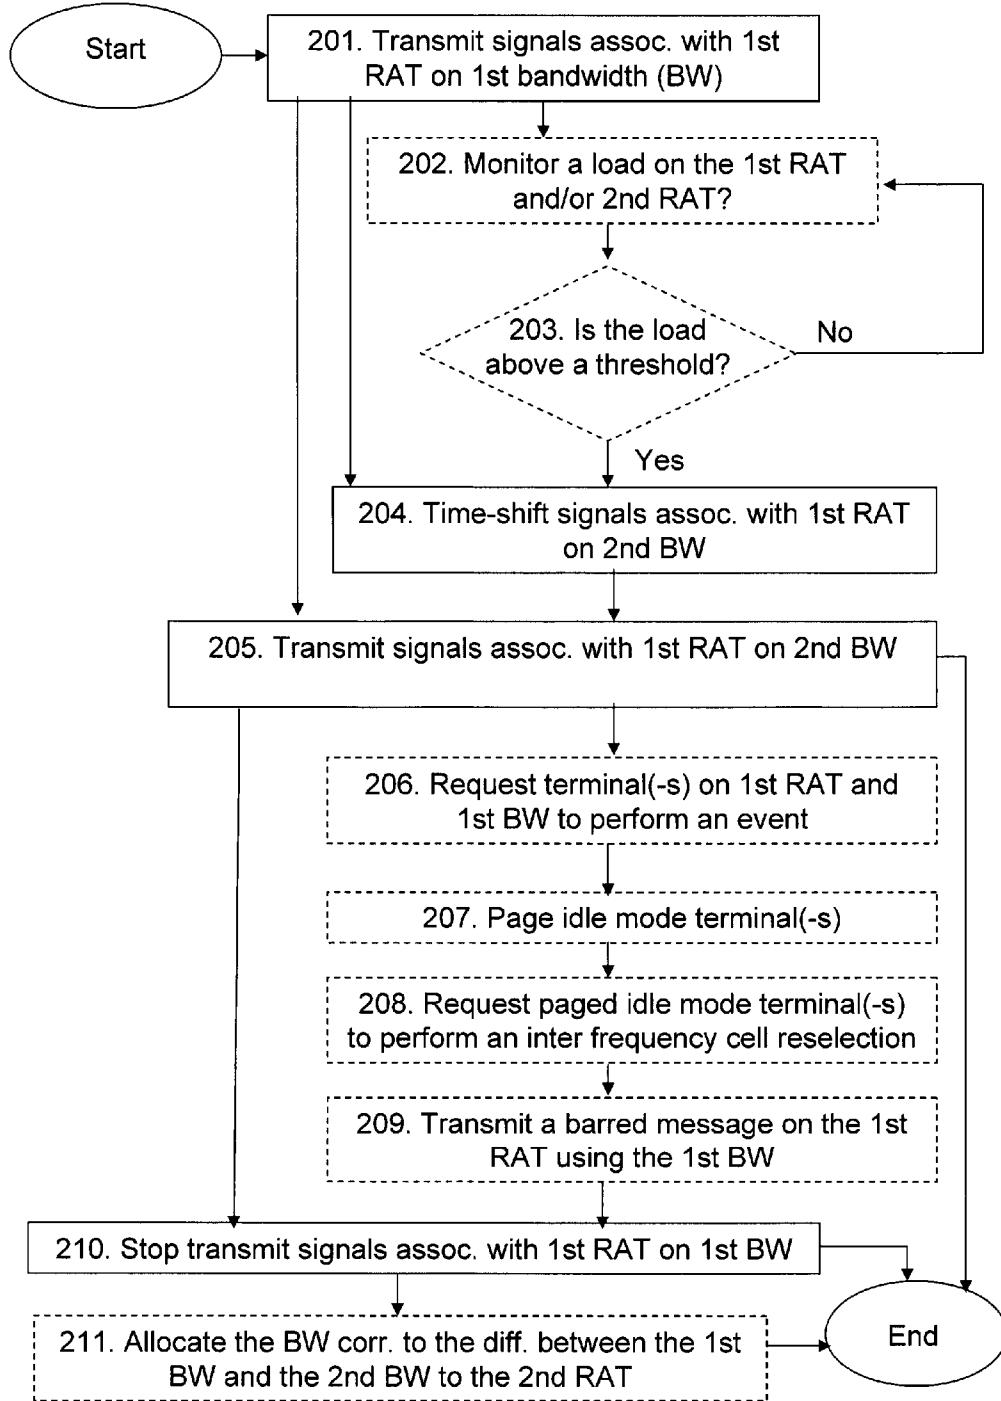 Start
201. Transmit signals assoc. with 1st
RAT on 1st bandwidth (BW)
202. Monitor a load on the 1st RAT
and/or 2nd RAT?
203. Is the load
above a threshold?
No
Yes
204. Time-shift signals assoc. with 1st RAT
on 2nd BW
205. Transmit signals assoc. with 1st RAT on 2nd BW
206. Request terminal(-s) on 1st RAT and
1st BW to perform an event
207. Page idle mode terminal(-s)
208. Request paged idle mode terminal(-s)
to perform an inter frequency cell reselection
209. Transmit a barred message on the 1st
RAT using the 1st BW
210. Stop transmit signals assoc. with 1st RAT on 1st BW
211. Allocate the BW corr. to the diff. between the 1st
BW and the 2nd BW to the 2nd RAT
End